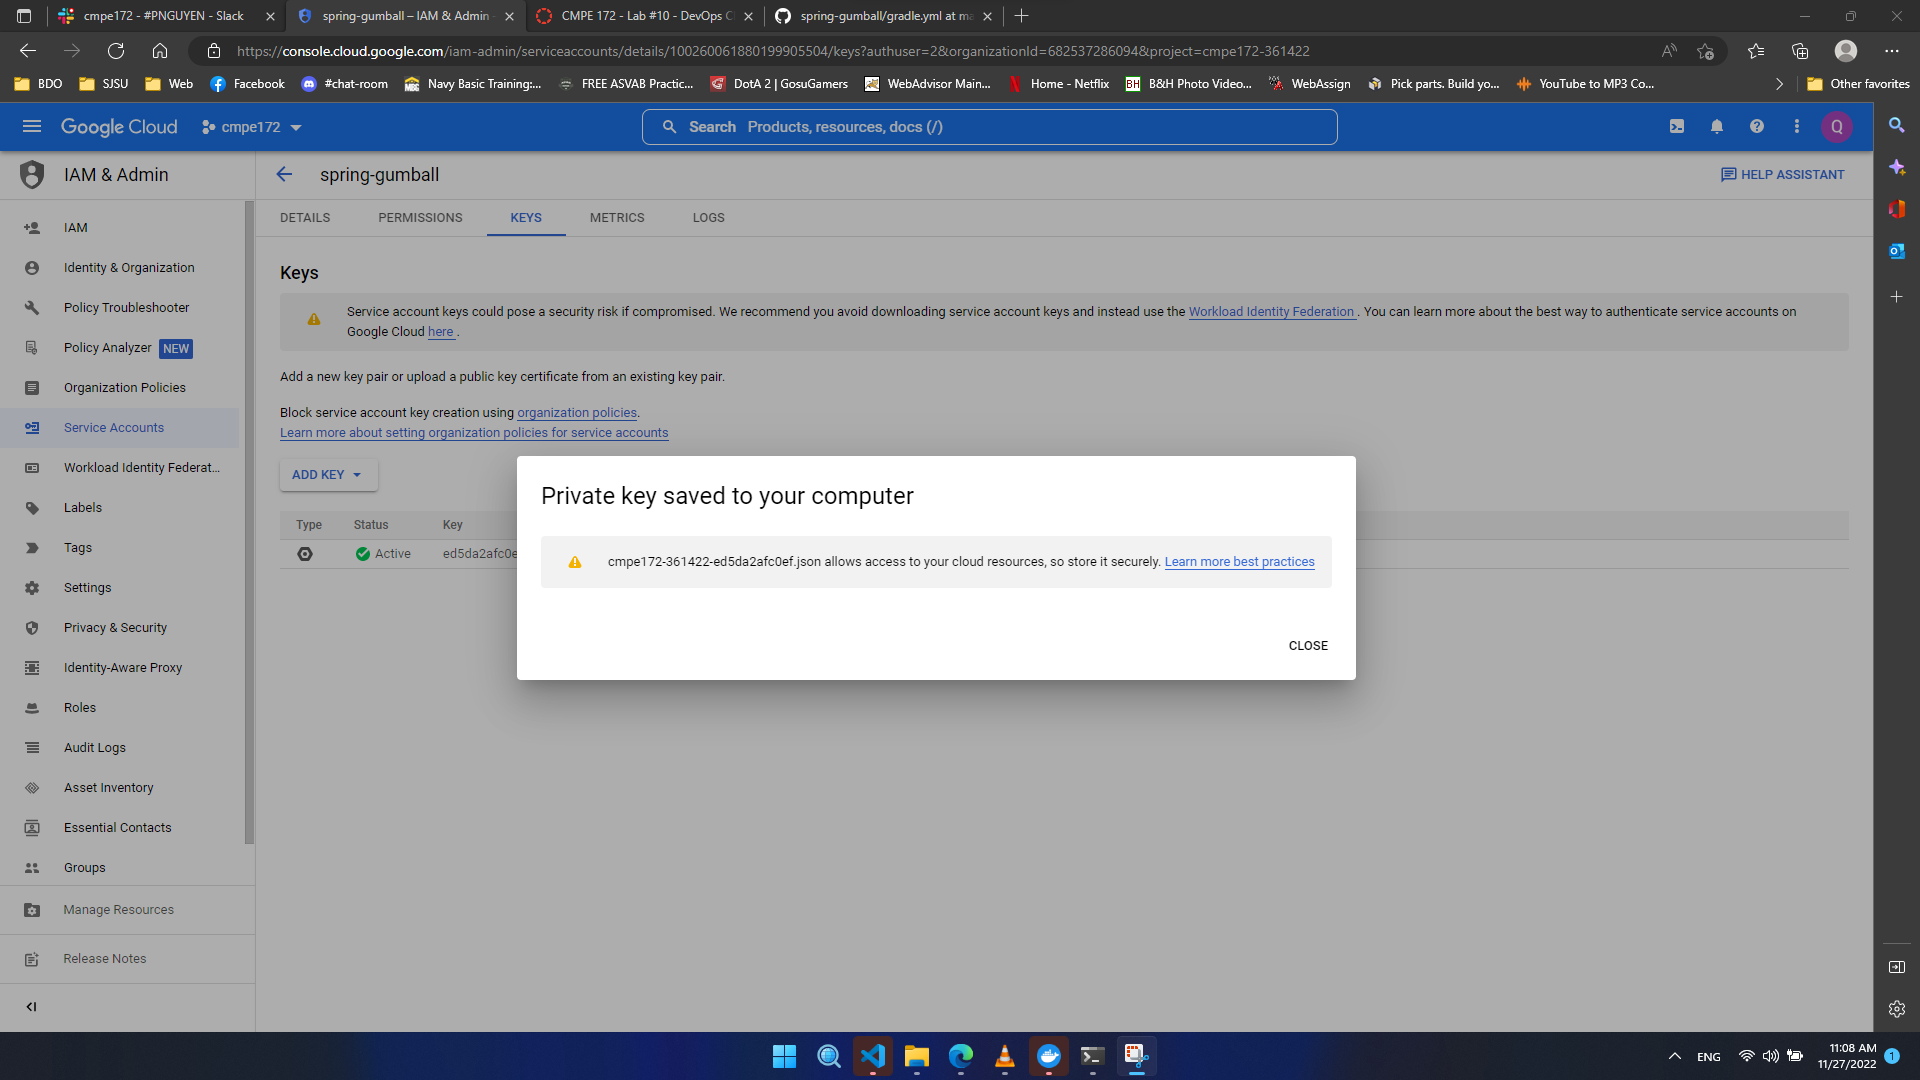 cmpe172 - #PNGUYEN - Slack
spring-gumball – IAM & Admin
CMPE 172 - Lab #10 - DevOps
spring-gumball/gradle.yml at ma
https://console.cloud.google.com/iam-admin/serviceaccounts/details/100260061880199905504/keys?authuser=2&organizationId=682537286094&project=cmpe172-361422
BDO
SJSU
Web
Facebook
#chat-room
Navy Basic Training:...
FREE ASVAB Practic...
DotA 2 | GosuGamers
WebAdvisor Main...
Home - Netflix
B&H Photo Video...
WebAssign
Pick parts. Build yo...
YouTube to MP3 Co...
Other favorites
Google Cloud
cmpe172
Search Products, resources, docs (/)
Q
IAM & Admin
spring-gumball
HELP ASSISTANT
DETAILS
PERMISSIONS
KEYS
METRICS
LOGS
IAM
Identity & Organization
Policy Troubleshooter
Policy Analyzer NEW
Organization Policies
Service Accounts
Workload Identity Federat...
Labels
Tags
Settings
Privacy & Security
Identity-Aware Proxy
Roles
Audit Logs
Asset Inventory
Essential Contacts
Groups
Manage Resources
Release Notes
Keys
Service account keys could pose a security risk if compromised. We recommend you avoid downloading service account keys and instead use the Workload Identity Federation . You can learn more about the best way to authenticate service accounts on
Google Cloud here .
Add a new key pair or upload a public key certificate from an existing key pair.
Block service account key creation using organization policies.
Learn more about setting organization policies for service accounts
ADD KEY
Type
Status
Key
Active
ed5da2afc0e
Private key saved to your computer
cmpe172-361422-ed5da2afc0ef.json allows access to your cloud resources, so store it securely. Learn more best practices
CLOSE
ENG
11:08 AM
11/27/2022
1